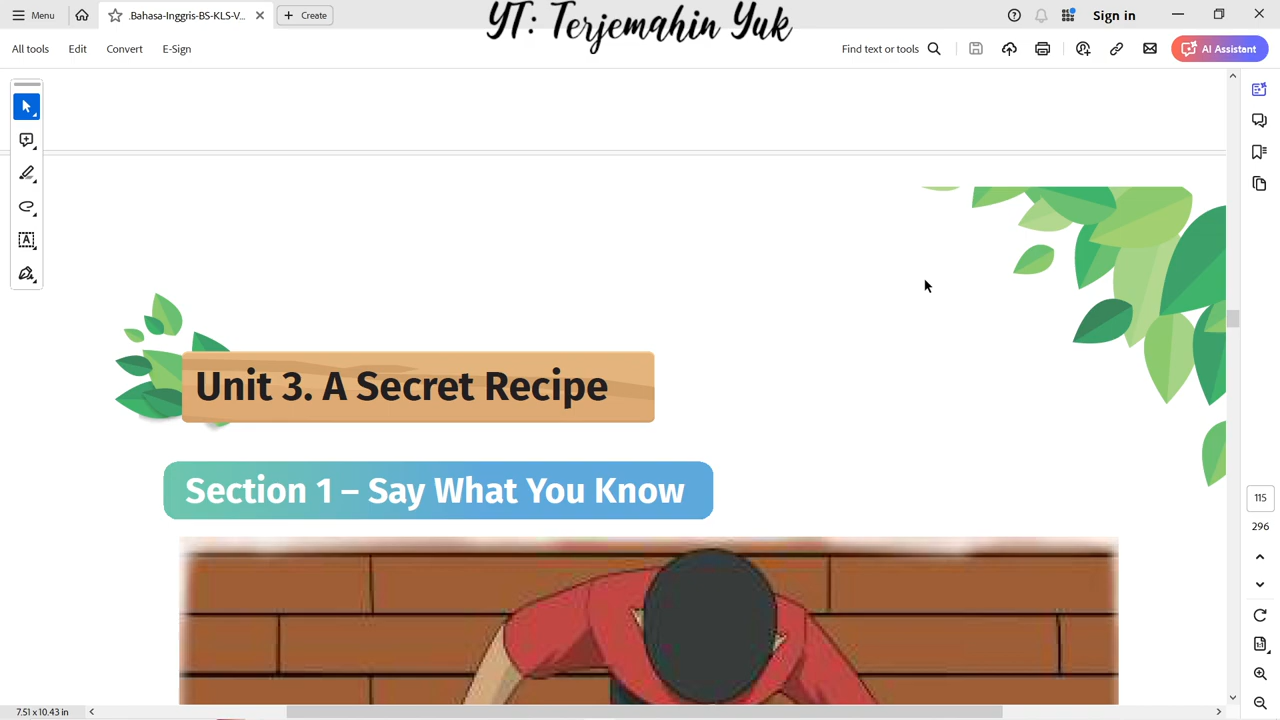 Menu
.Bahasa-Inggris-BS-KLS-V...
Create
YT: Terjemahin Yuk
Sign in
All tools
Edit
Convert
E-Sign
Find text or tools
AI Assistant
Unit 3. A Secret Recipe
Section 1 – Say What You Know
115
296
7.51 x 10.43 in